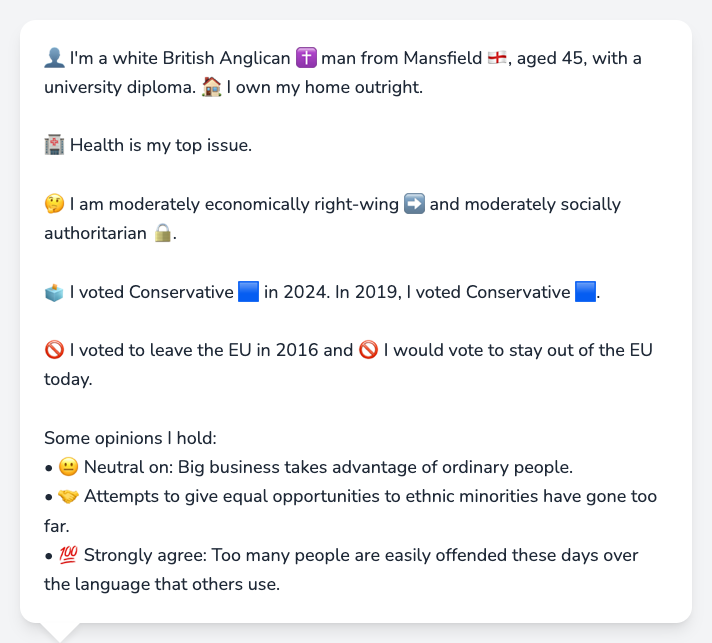 👤 I'm a white British Anglican ✝️ man from Mansfield 🏴󠁧󠁢󠁥󠁮󠁧󠁿, aged 45, with a
university diploma. 🏠 I own my home outright.
🏥 Health is my top issue.
🤔 I am moderately economically right-wing ➡️ and moderately socially
authoritarian 🔒.
🗳️ I voted Conservative 🟦 in 2024. In 2019, I voted Conservative 🟦.
🚫 I voted to leave the EU in 2016 and 🚫 I would vote to stay out of the EU
today.
Some opinions I hold:
• 😐 Neutral on: Big business takes advantage of ordinary people.
• 🤝 Attempts to give equal opportunities to ethnic minorities have gone too
far.
• 💯 Strongly agree: Too many people are easily offended these days over
the language that others use.